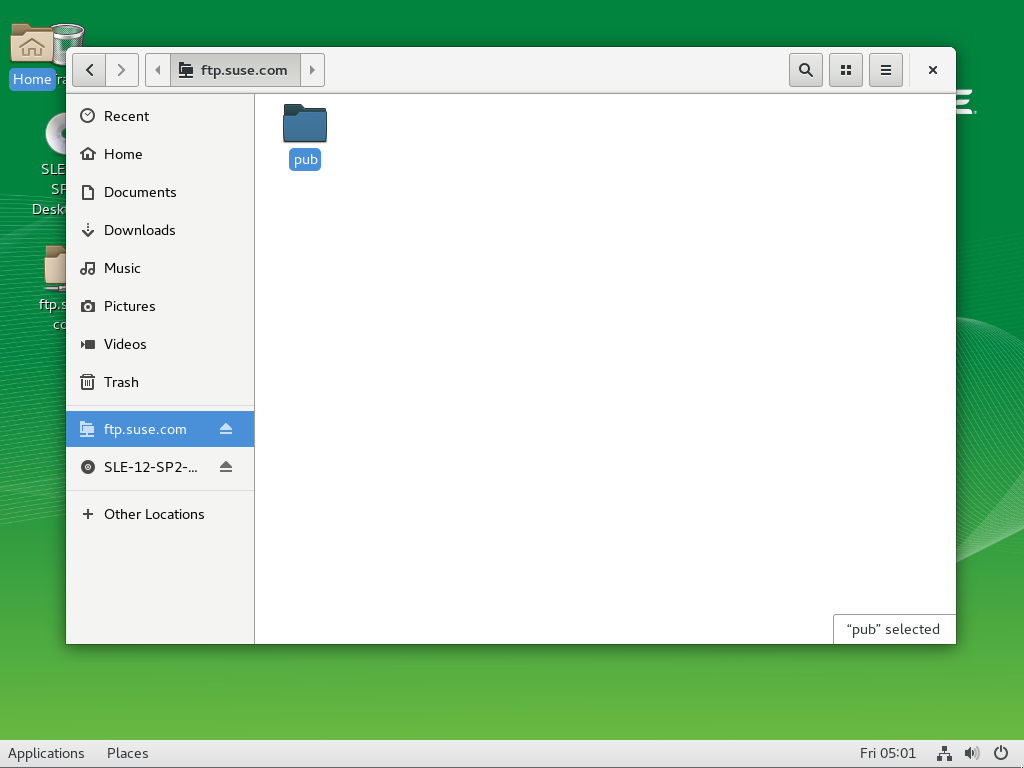 ftp.suse.com
Home
Recent
Home
Documents
Downloads
Music
Pictures
Videos
Trash
ftp.suse.com
SLE-12-SP2-...
Other Locations
pub
“pub” selected
SLE
SP
Desk
ftp.s
co
Applications
Places
Fri 05:01